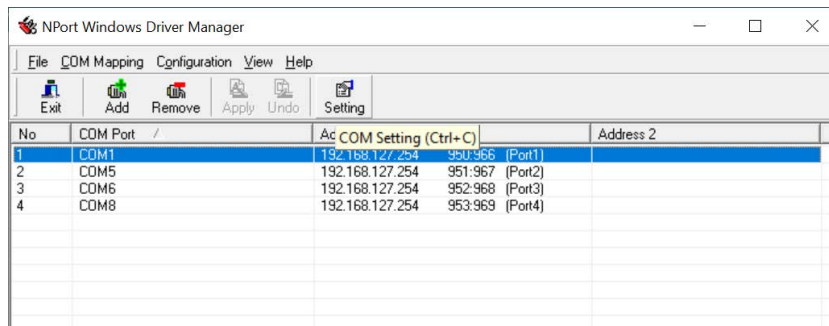 NPort Windows Driver Manager
File COM Mapping Configuration View Help
Exit Add Remove Apply Undo Setting
No COM Port / Address 2
COM Setting (Ctrl+C)
1 COM1 192.168.127.254 950:966 (Port1)
2 COM5 192.168.127.254 951:967 (Port2)
3 COM6 192.168.127.254 952:968 (Port3)
4 COM8 192.168.127.254 953:969 (Port4)